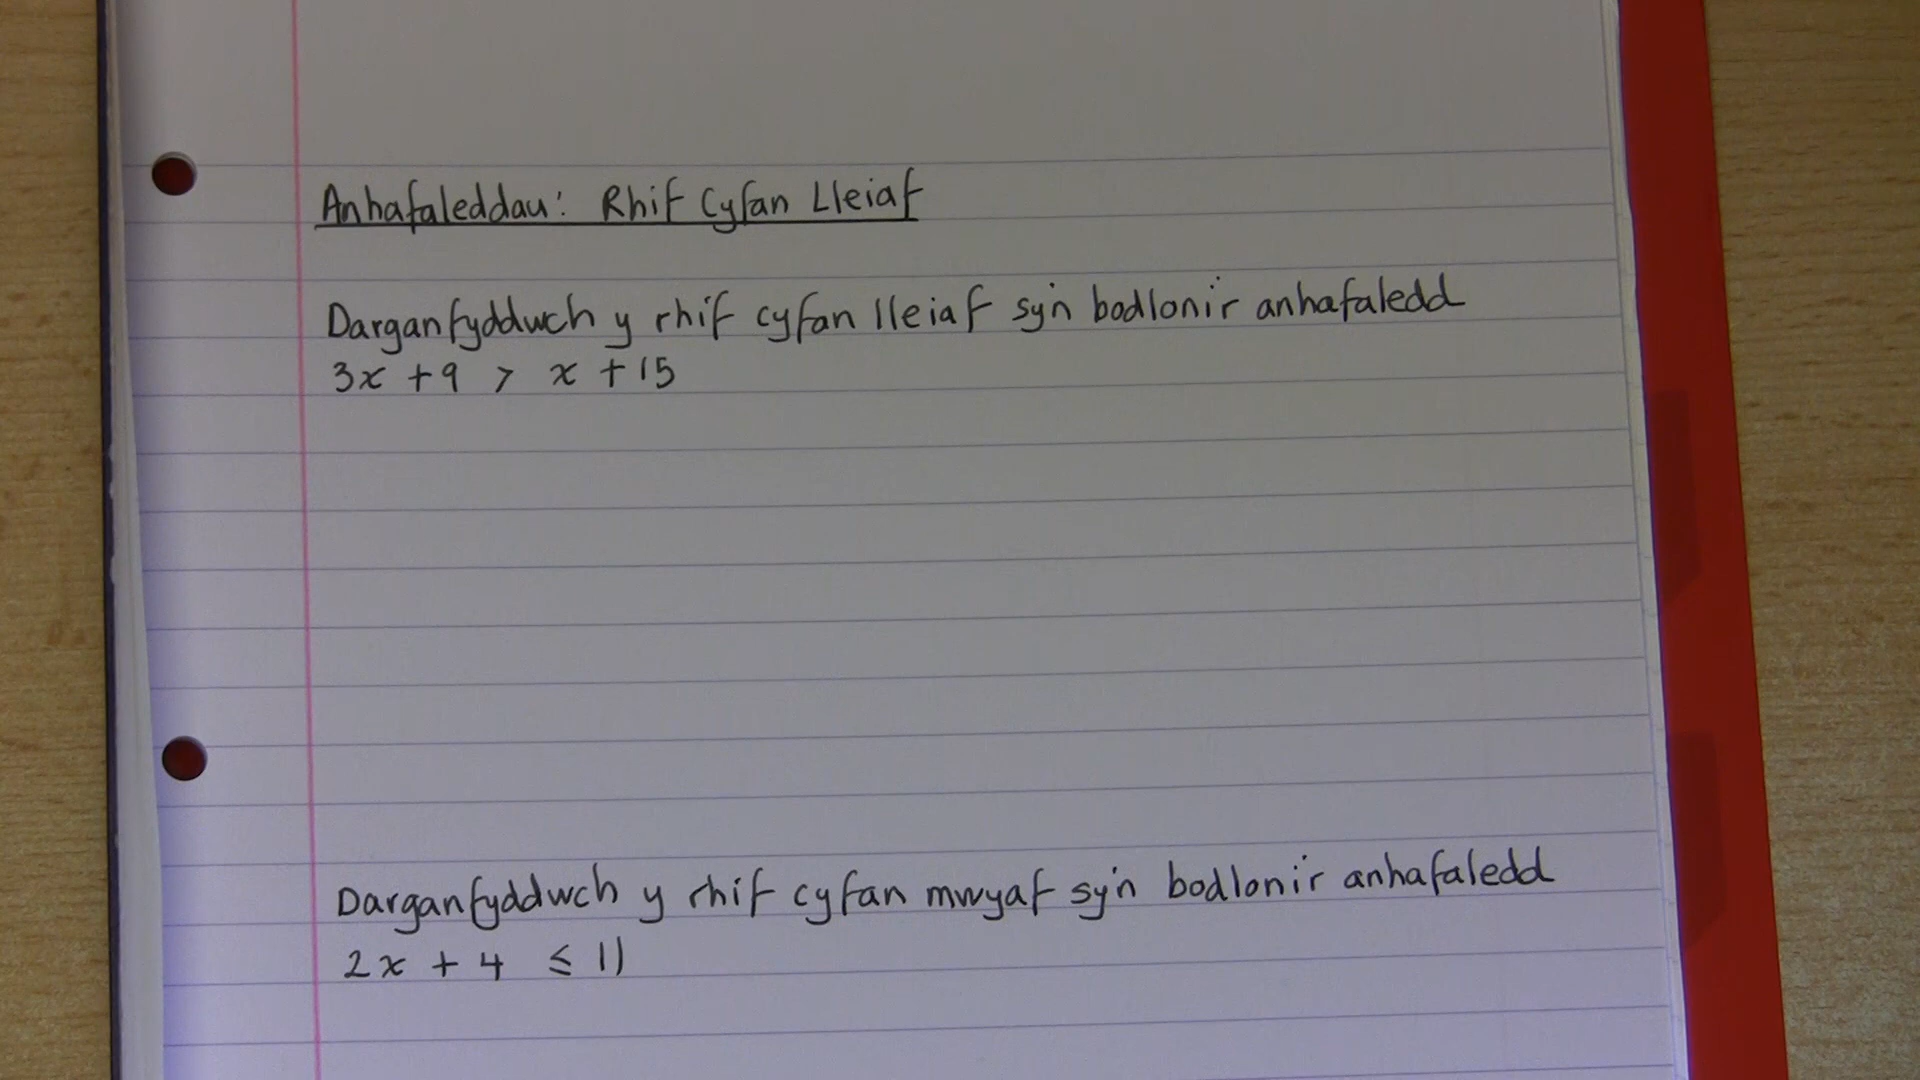 Anhafaleddau: Rhif Cyfan Lleiaf
Darganfyddwch y rhif cyfan lleiaf sy'n bodloni'r anhafaledd
3x + 9 > x + 15
Darganfyddwch y rhif cyfan mwyaf sy'n bodloni'r anhafaledd
2x + 4 ≤ 11